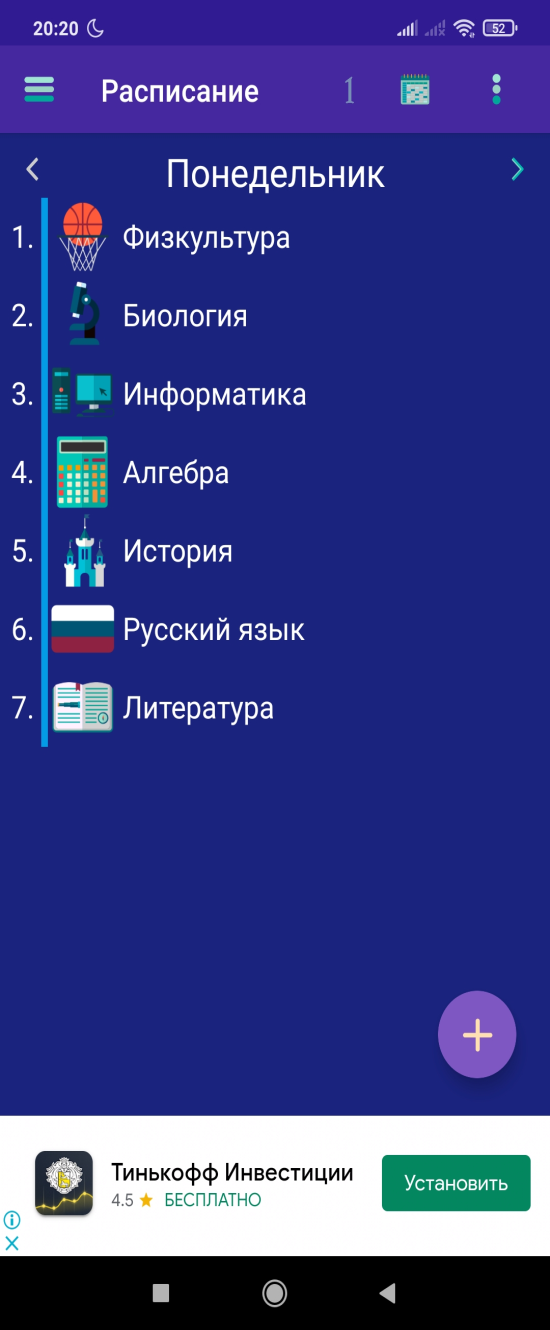 20:20 52
Расписание 1
Понедельник
1. Физкультура
2. Биология
3. Информатика
4. Алгебра
5. История
6. Русский язык
7. Литература
Тинькофф Инвестиции
4.5 ★ БЕСПЛАТНО
Установить